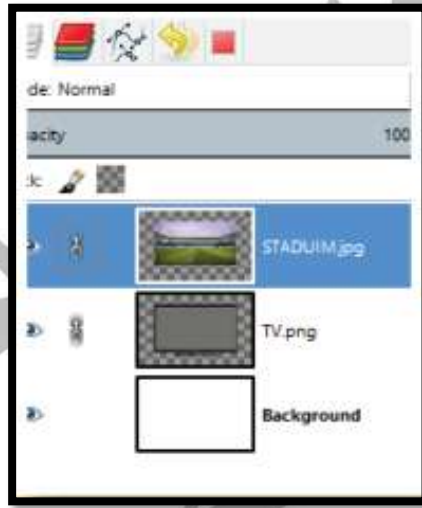 de: Normal
acity 100
k:
STADUIM.jpg
TV.png
Background